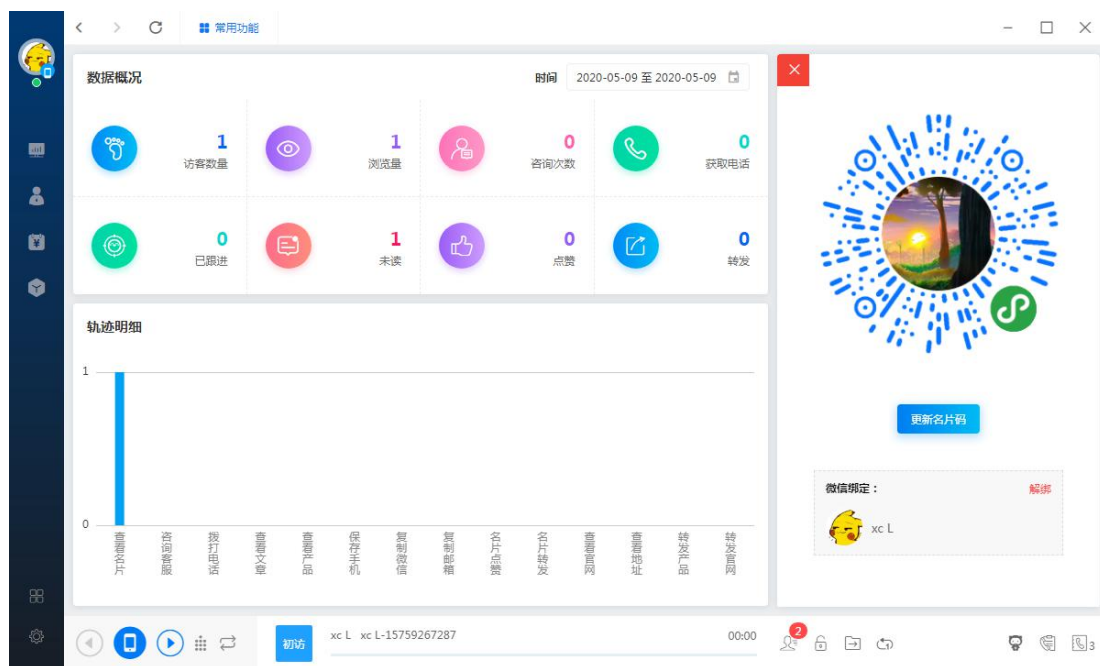 常用功能
数据概况
时间 2020-05-09 至 2020-05-09
1
访客数量
1
浏览量
0
咨询次数
0
获取电话
0
已跟进
1
未读
0
点赞
0
转发
轨迹明细
1
0
查看名片
咨询客服
拨打电话
查看文章
查看产品
保存手机
复制微信
复制邮箱
名片点赞
名片转发
查看官网
查看地址
转发产品
转发官网
更新名片码
微信绑定：
解绑
xc L
初访
xc L xc L-15759267287
00:00
2
3